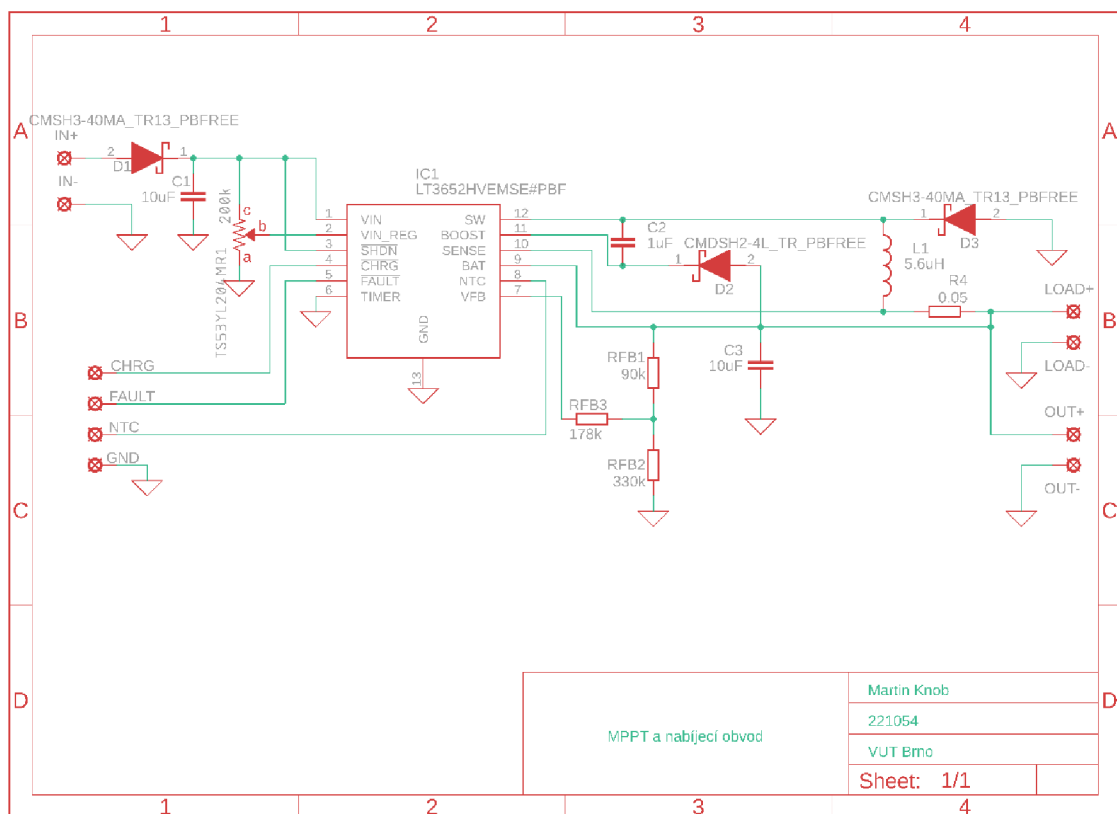 1 2 3 4
A A
CMSH3-40MA_TR13_PBFREE
IN+
2 1
D1
IN-
C1
10uF
200k
c
b
a
TS53YL204MR1
IC1
LT3652HVEMSE#PBF
1 VIN SW 12
2 VIN_REG BOOST 11
3 SHDN SENSE 10
4 CHRG BAT 9
5 FAULT NTC 8
6 TIMER VFB 7
GND
13
C2
1uF
CMDSH2-4L_TR_PBFREE
1 2
D2
CMSH3-40MA_TR13_PBFREE
1 2
D3
L1
5.6uH
R4
0.05
LOAD+
B B
LOAD-
C3
10uF
RFB1
90k
RFB3
178k
RFB2
330k
CHRG
FAULT
NTC
GND
OUT+
OUT-
C C
D D
MPPT a nabíjecí obvod
Martin Knob
221054
VUT Brno
Sheet: 1/1
1 2 3 4